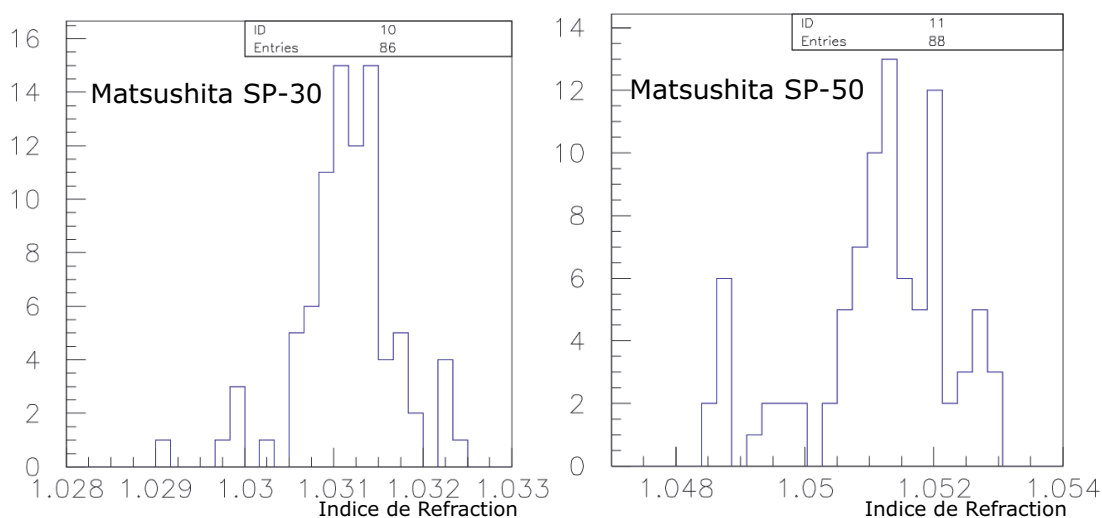 ID 10
Entries 86
Matsushita SP-30
16
14
12
10
8
6
4
2
0
1.028 1.029 1.03 1.031 1.032 1.033
Indice de Refraction
ID 11
Entries 88
Matsushita SP-50
14
12
10
8
6
4
2
0
1.048 1.05 1.052 1.054
Indice de Refraction